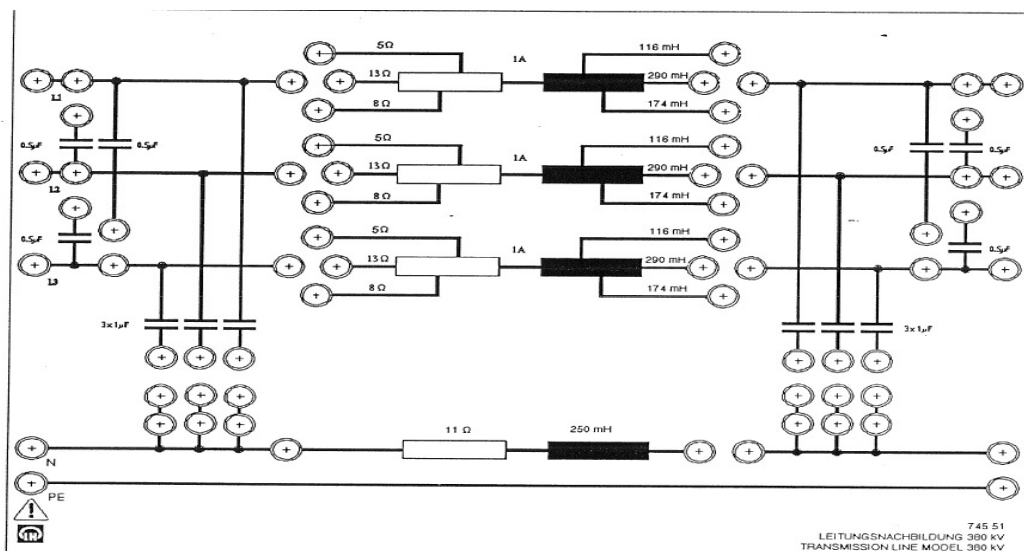 5Ω
1A
116 mH
13Ω
290 mH
L1
8 Ω
174 mH
0.5μF
0.5μF
5Ω
1A
116 mH
0.5μF
0.5μF
13Ω
290 mH
L2
8 Ω
174 mH
0.5μF
5Ω
1A
116 mH
0.5μF
13Ω
290 mH
L3
8 Ω
174 mH
3x1μF
3x1μF
11 Ω
250 mH
N
PE
745 51
LEITUNGSNACHBILDUNG 380 kV
TRANSMISSION LINE MODEL 380 kV